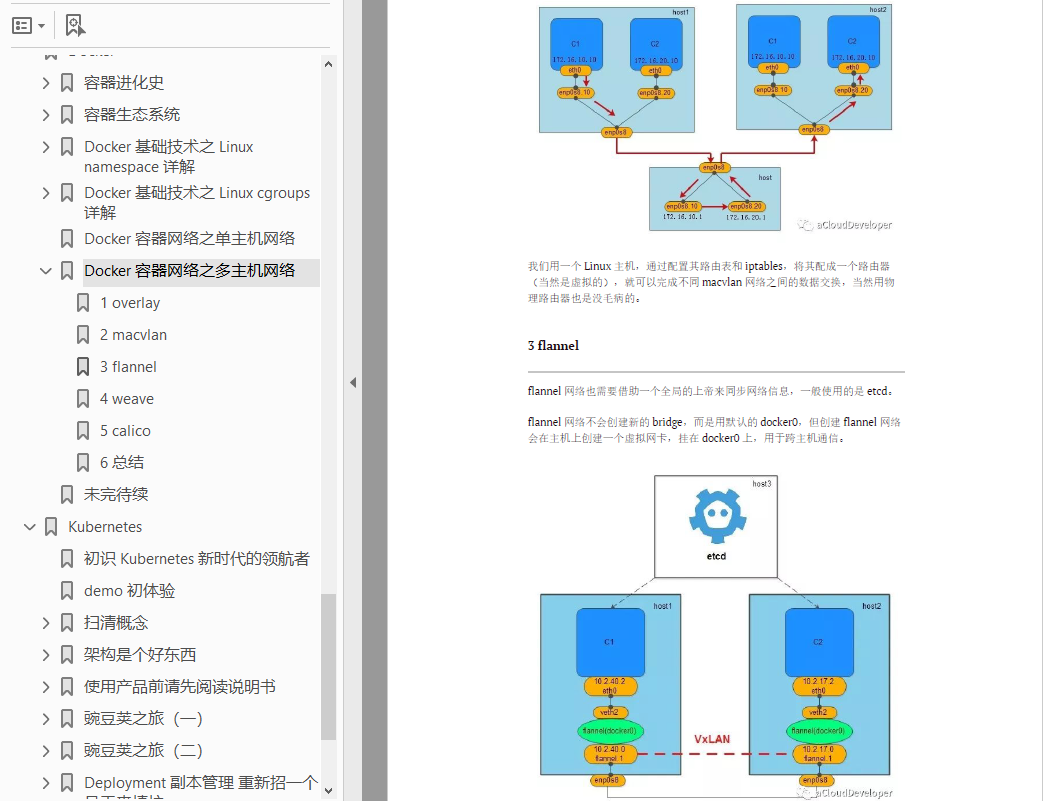 容器进化史
容器生态系统
Docker 基础技术之 Linux
namespace 详解
Docker 基础技术之 Linux cgroups
详解
Docker 容器网络之单主机网络
Docker 容器网络之多主机网络
1 overlay
2 macvlan
3 flannel
4 weave
5 calico
6 总结
未完待续
Kubernetes
初识 Kubernetes 新时代的领航者
demo 初体验
扫清概念
架构是个好东西
使用产品前请先阅读说明书
豌豆荚之旅（一）
豌豆荚之旅（二）
Deployment 副本管理 重新招一个
host1
C1
172.16.10.10
eth0
enp0s8.10
C2
172.16.20.10
eth0
enp0s8.20
enp0s8
host2
C1
172.16.10.10
eth0
enp0s8.10
C2
172.16.20.10
eth0
enp0s8.20
enp0s8
enp0s8
host
enp0s8.10
172.16.10.1
enp0s8.20
172.16.20.1
aCloudDeveloper
我们用一个 Linux 主机，通过配置其路由表和 iptables，将其配成一个路由器
（当然是虚拟的），就可以完成不同 macvlan 网络之间的数据交换，当然用物
理路由器也是没毛病的。
3 flannel
flannel 网络也需要借助一个全局的上帝来同步网络信息，一般使用的是 etcd。
flannel 网络不会创建新的 bridge，而是用默认的 docker0，但创建 flannel 网络
会在主机上创建一个虚拟网卡，挂在 docker0 上，用于跨主机通信。
host3
etcd
host1
C1
10.2.40.2
eth0
veth2
flannel(docker0)
10.2.40.0
flannel.1
enp0s8
VxLAN
host2
C2
10.2.17.2
eth0
veth2
flannel(docker0)
10.2.17.0
flannel.1
enp0s8
aCloudDeveloper